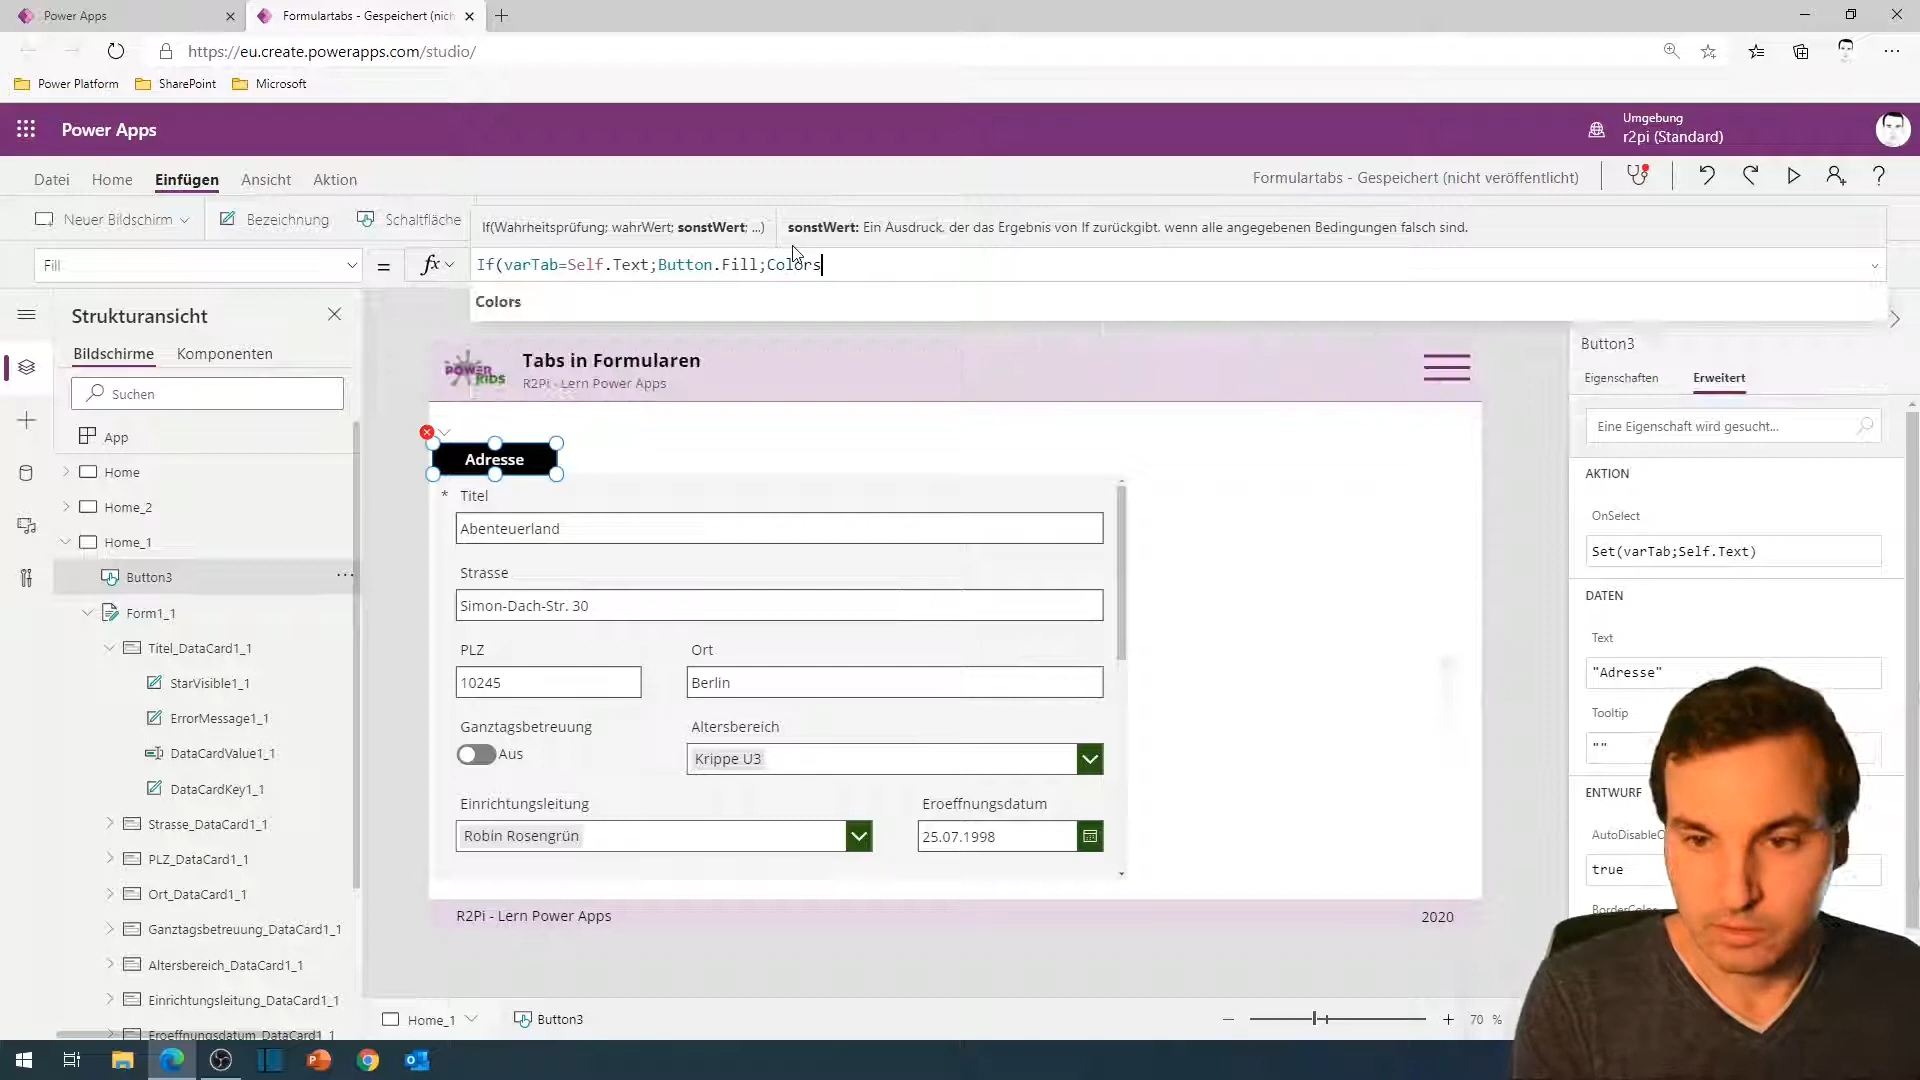 Power Apps
Formulartabs - Gespeichert (nich
https://eu.create.powerapps.com/studio/
Power Platform
SharePoint
Microsoft
Power Apps
Umgebung
r2pi (Standard)
Datei
Home
Einfügen
Ansicht
Aktion
Formulartabs - Gespeichert (nicht veröffentlicht)
Neuer Bildschirm
Bezeichnung
Schaltfläche
If(Wahrheitsprüfung; wahrWert; sonstWert; ...)
sonstWert: Ein Ausdruck, der das Ergebnis von If zurückgibt, wenn alle angegebenen Bedingungen falsch sind.
Fill
=
fx
If(varTab=Self.Text;Button.Fill;Colors
Colors
Strukturansicht
Bildschirme
Komponenten
Suchen
App
Home
Home_2
Home_1
Button3
Form1_1
Titel_DataCard1_1
StarVisible1_1
ErrorMessage1_1
DataCardValue1_1
DataCardKey1_1
Strasse_DataCard1_1
PLZ_DataCard1_1
Ort_DataCard1_1
Ganztagsbetreuung_DataCard1_1
Altersbereich_DataCard1_1
Einrichtungsleitung_DataCard1_1
Eroeffnungsdatum_DataCard1_1
POWER KIDS
Tabs in Formularen
R2Pi - Lern Power Apps
Adresse
* Titel
Abenteuerland
Strasse
Simon-Dach-Str. 30
PLZ
Ort
10245
Berlin
Ganztagsbetreuung
Altersbereich
Aus
Krippe U3
Einrichtungsleitung
Eroeffnungsdatum
Robin Rosengrün
25.07.1998
R2Pi - Lern Power Apps
2020
Home_1
Button3
70 %
Button3
Eigenschaften
Erweitert
Eine Eigenschaft wird gesucht...
AKTION
OnSelect
Set(varTab;Self.Text)
DATEN
Text
"Adresse"
Tooltip
""
ENTWURF
AutoDisableO
true
BorderColor